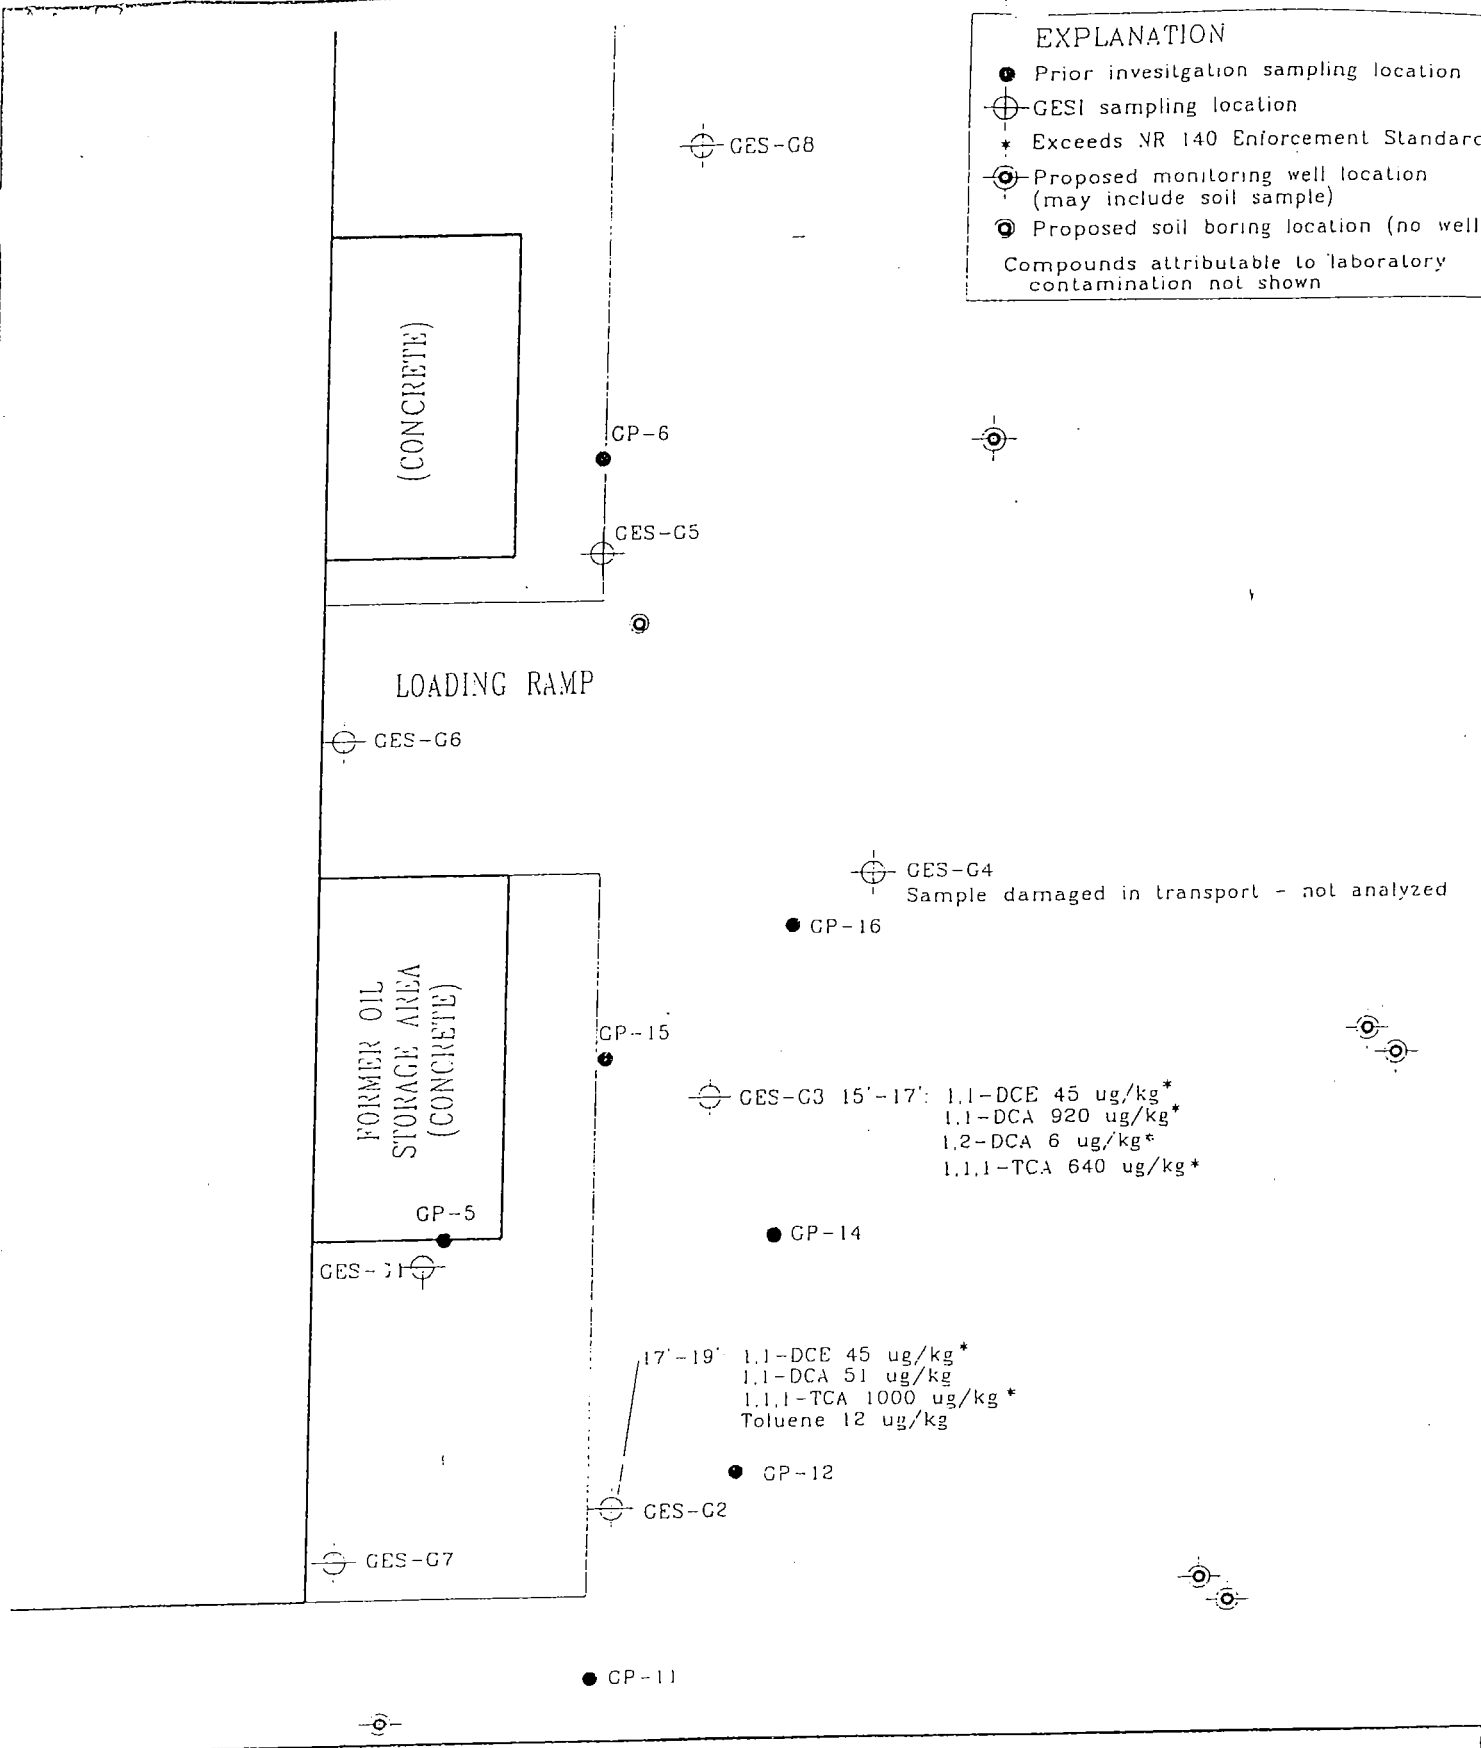 EXPLANATION
Prior invesitgation sampling location
GESI sampling location
* Exceeds NR 140 Enforcement Standard
Proposed monitoring well location
(may include soil sample)
Proposed soil boring location (no well
Compounds attributable to laboratory
contamination not shown
GES-G8
(CONCRETE)
GP-6
GES-G5
LOADING RAMP
GES-G6
GES-G4
Sample damaged in transport - not analyzed
GP-16
FORMER OIL
STORAGE AREA
(CONCRETE)
GP-15
GES-G3 15'-17': 1,1-DCE 45 ug/kg*
1,1-DCA 920 ug/kg*
1,2-DCA 6 ug/kg*
1,1,1-TCA 640 ug/kg*
GP-5
GP-14
GES-G1
17'-19' 1,1-DCE 45 ug/kg*
1,1-DCA 51 ug/kg
1,1,1-TCA 1000 ug/kg*
Toluene 12 ug/kg
GP-12
GES-G2
GES-G7
GP-11